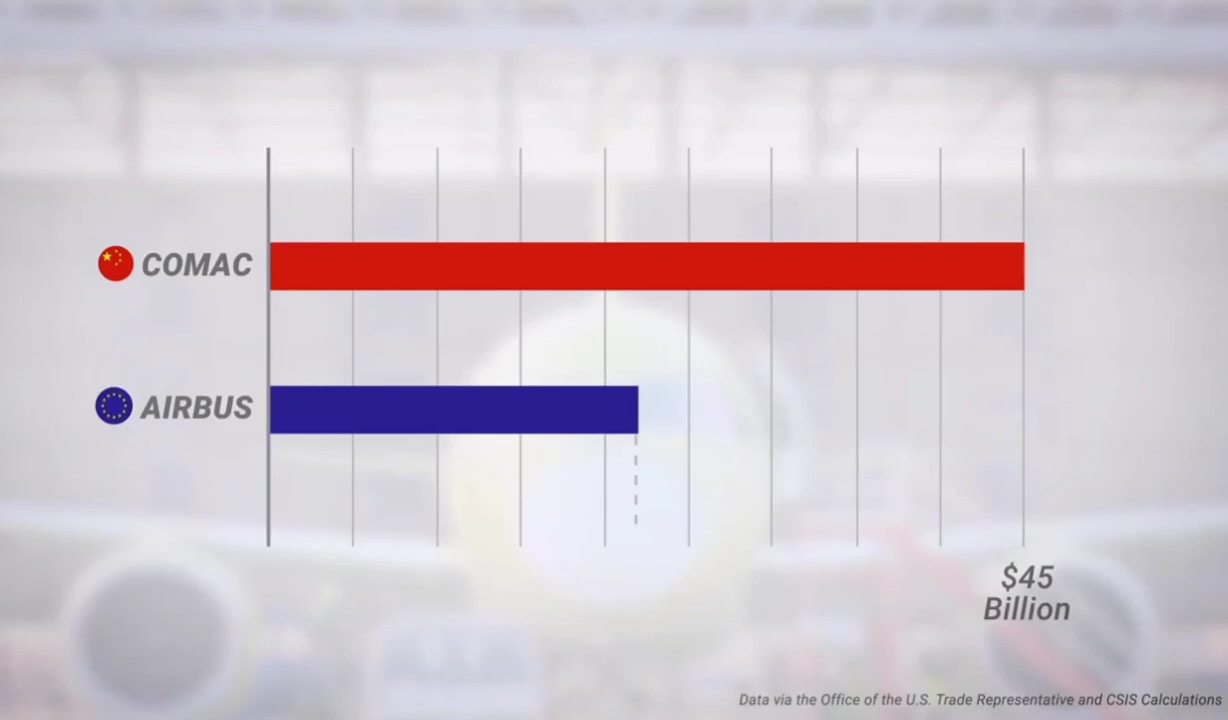 COMAC
AIRBUS
$45
Billion
Data via the Office of the U.S. Trade Representative and CSIS Calculations